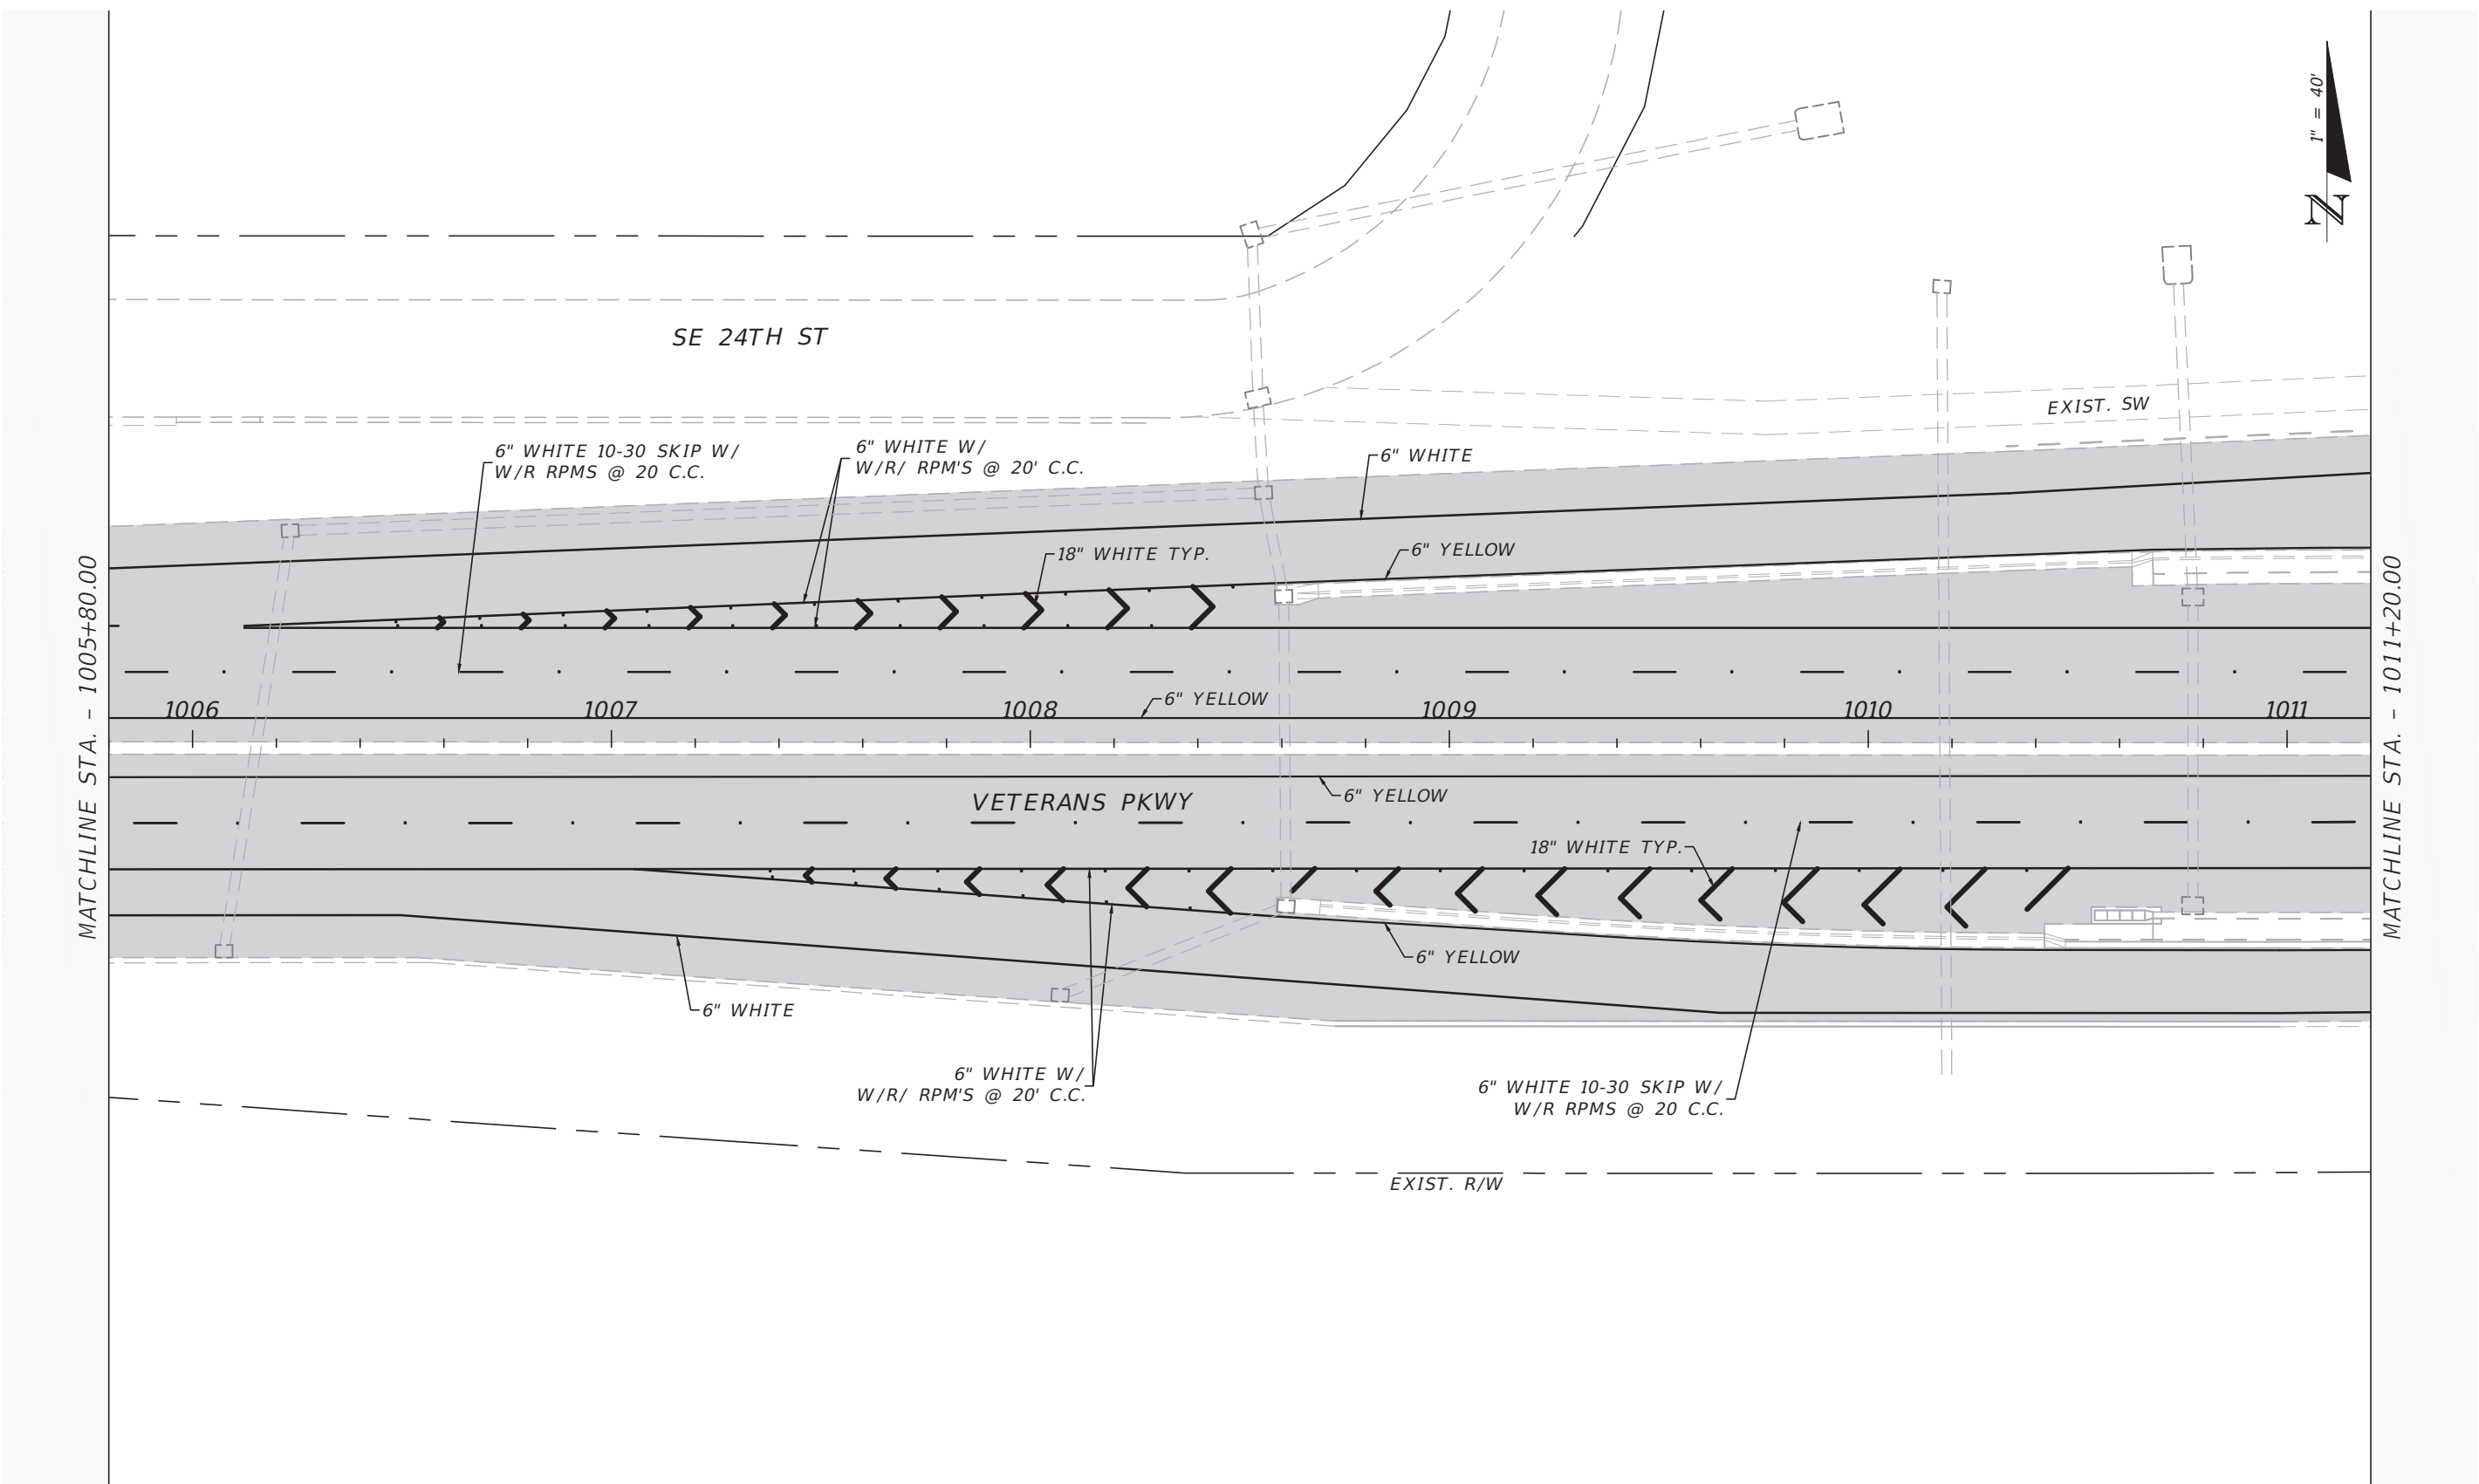 1" = 40'
N
SE 24TH ST
EXIST. SW
6" WHITE 10-30 SKIP W/
W/R RPMS @ 20 C.C.
6" WHITE W/
W/R/ RPM'S @ 20' C.C.
6" WHITE
18" WHITE TYP.
6" YELLOW
MATCHLINE STA. - 1005+80.00
MATCHLINE STA. - 1011+20.00
6" YELLOW
1006
1007
1008
1009
1010
1011
VETERANS PKWY
6" YELLOW
18" WHITE TYP.
6" YELLOW
6" WHITE
6" WHITE W/
W/R/ RPM'S @ 20' C.C.
6" WHITE 10-30 SKIP W/
W/R RPMS @ 20 C.C.
EXIST. R/W